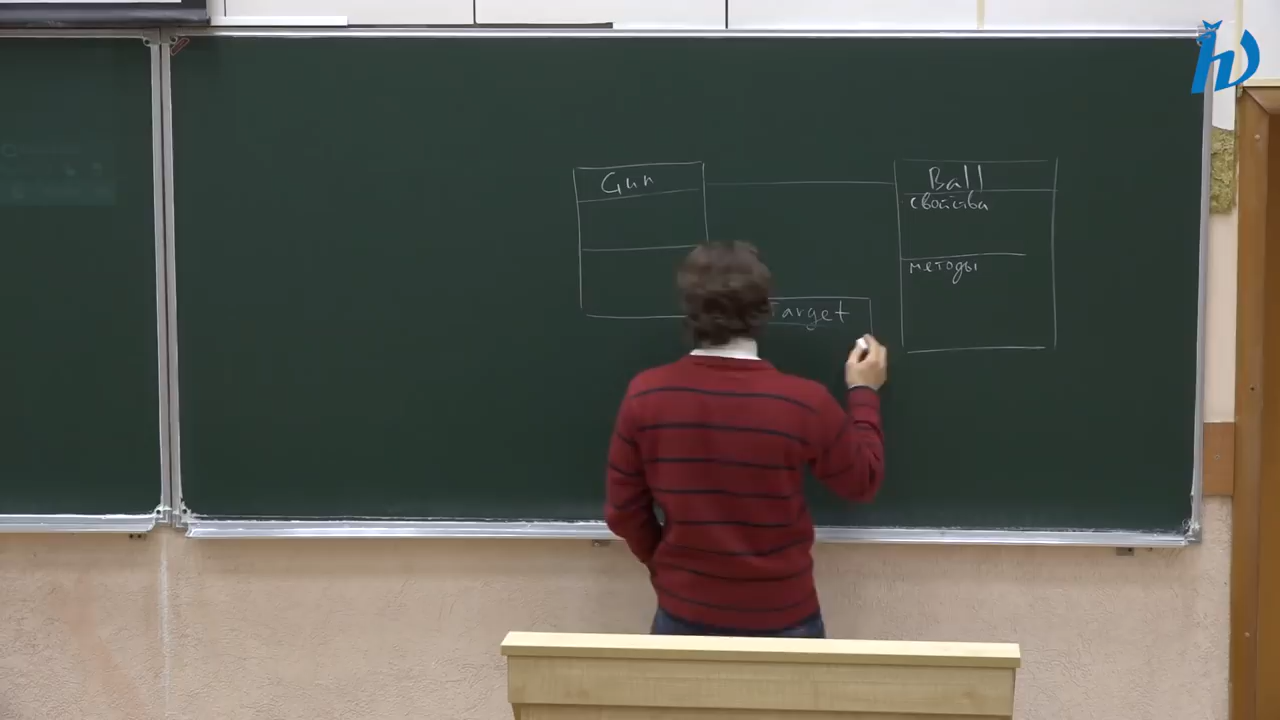 Gun
Ball
свойства
методы
Target